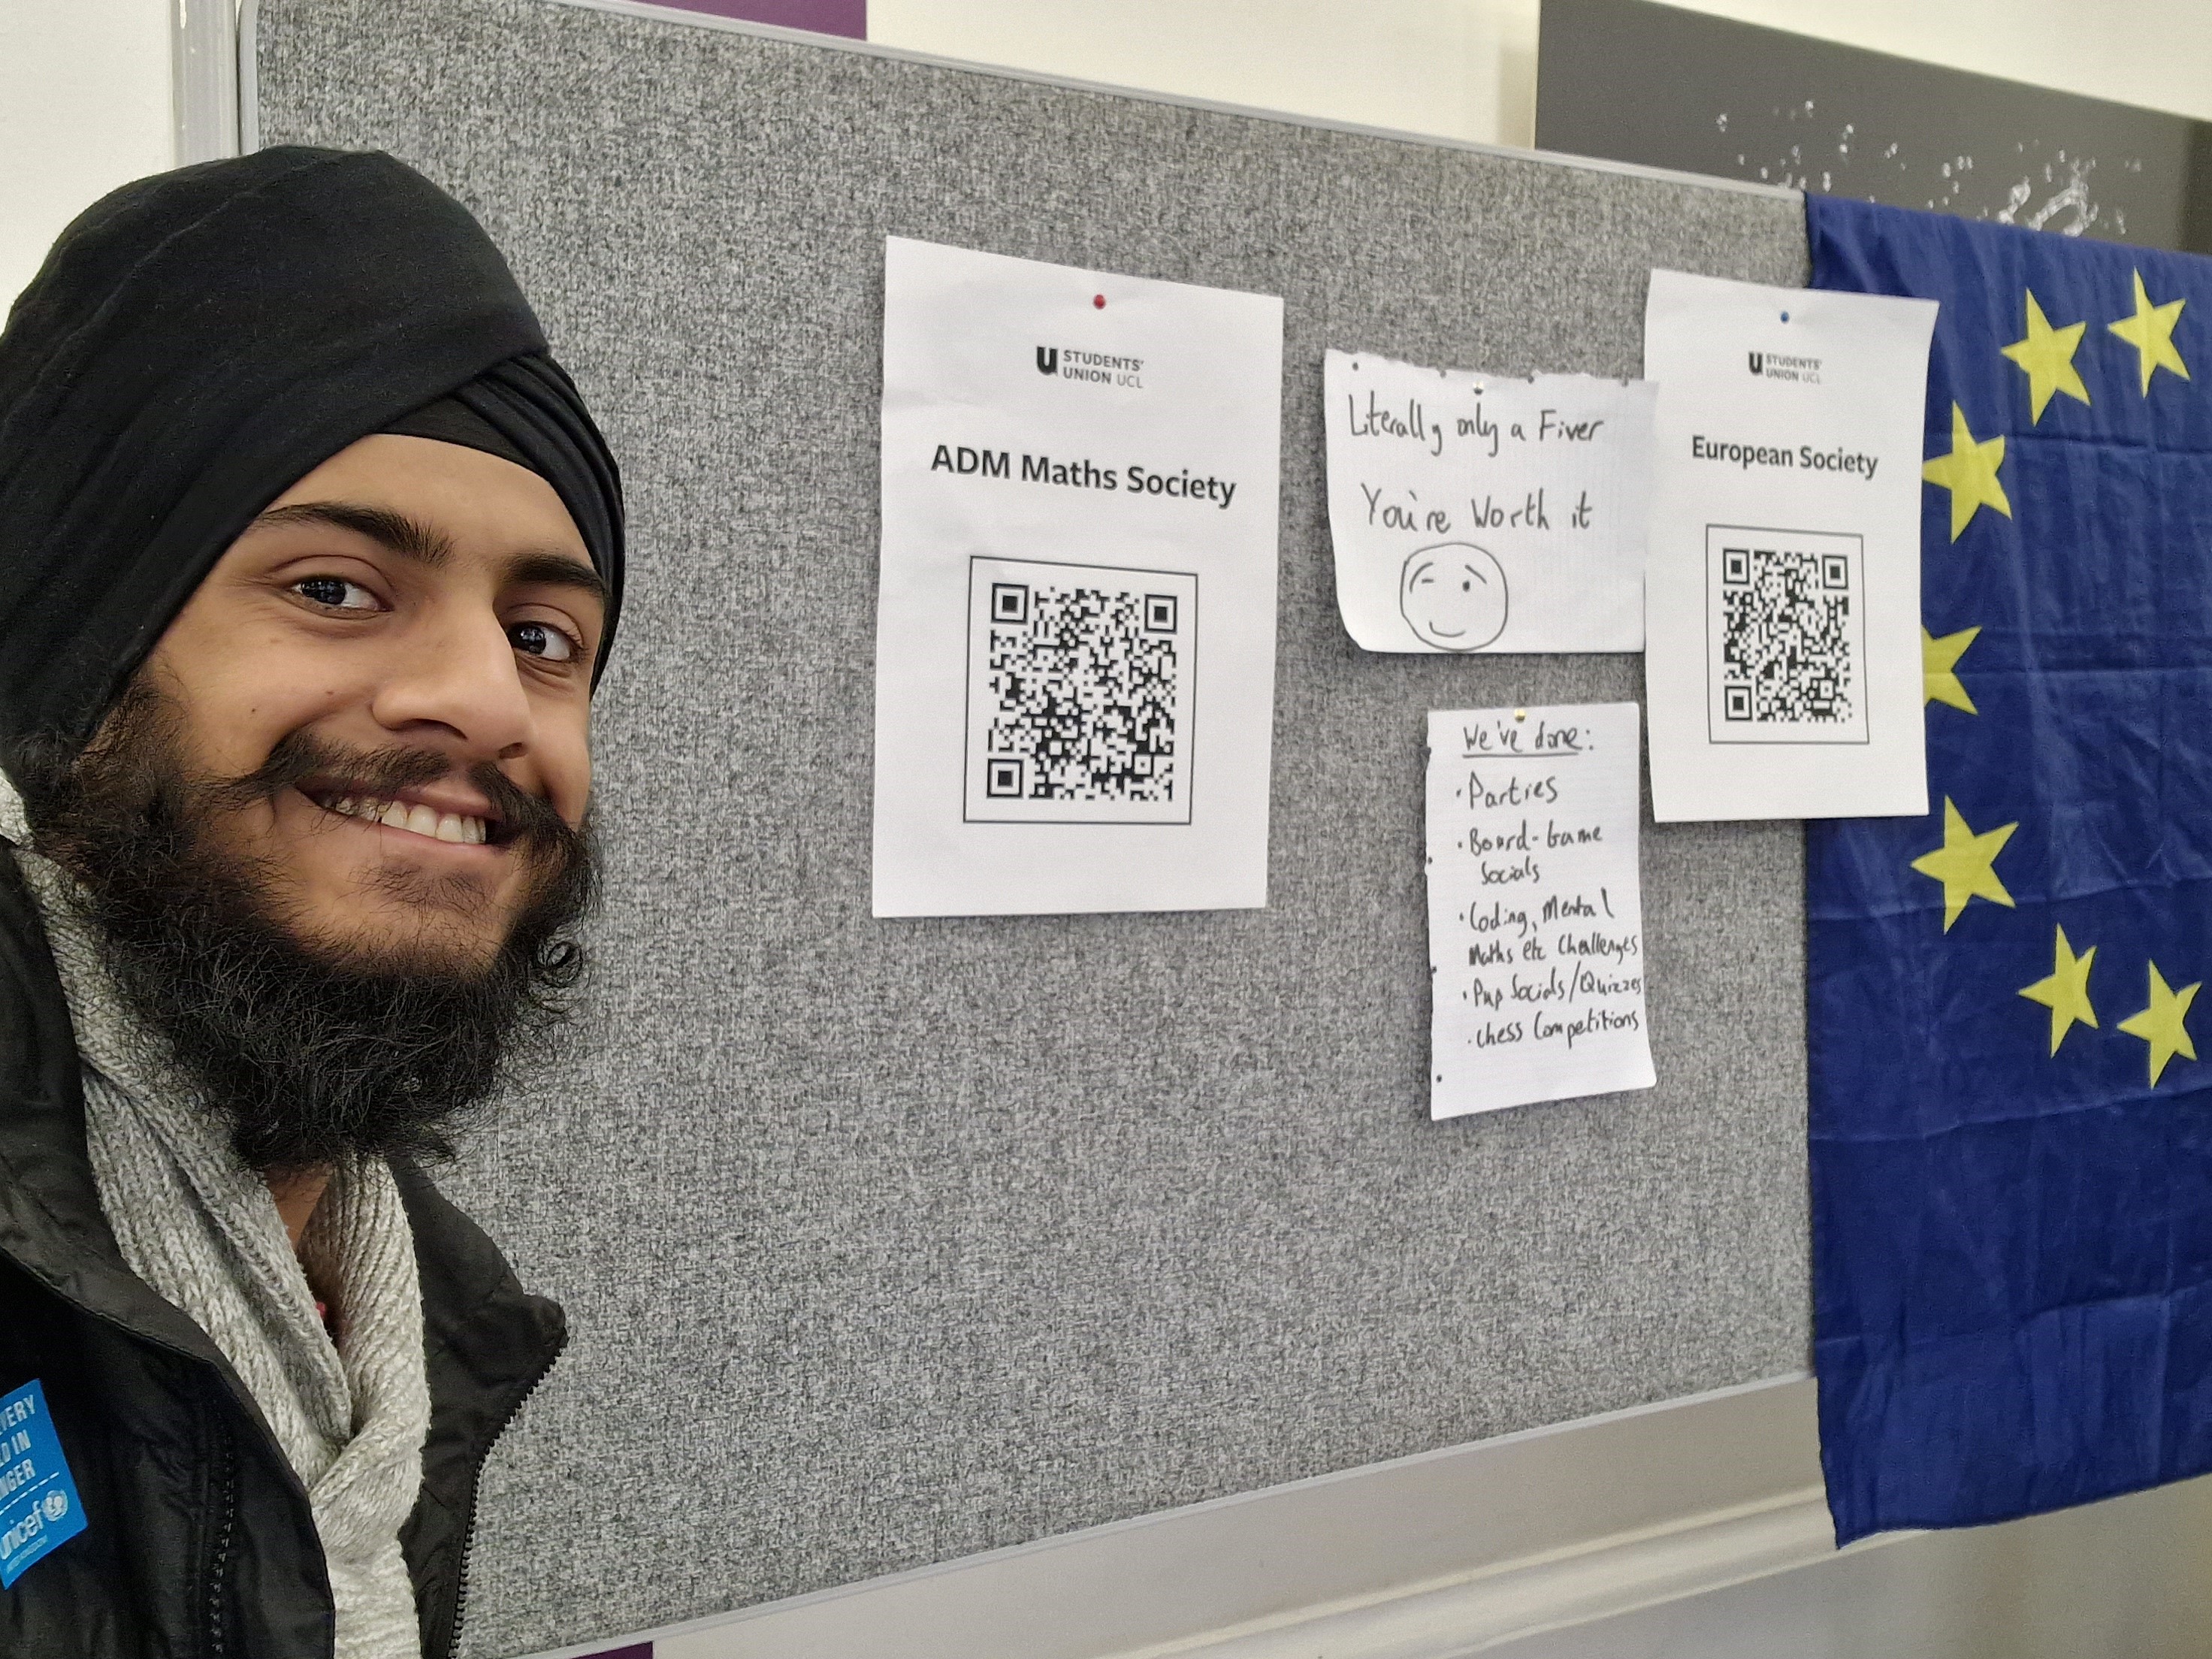 STUDENTS'
UNION UCL
ADM Maths Society
Literally only a Fiver
You're Worth it
We've done:
· Parties
· Board-Game
Socials
· Coding, Mental
Maths etc Challenges
· Pup Socials/Quizzes
· Chess Competitions
STUDENTS'
UNION UCL
European Society
unicef